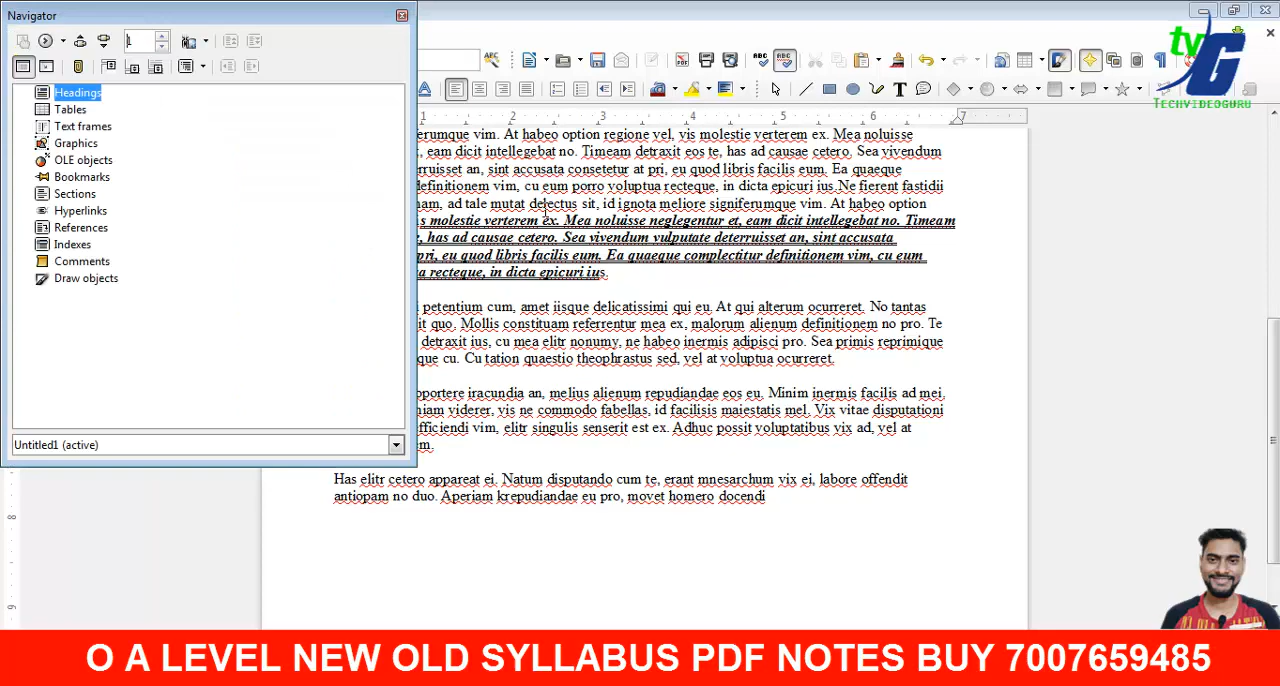 Navigator
Headings
Tables
Text frames
Graphics
OLE objects
Bookmarks
Sections
Hyperlinks
References
Indexes
Comments
Draw objects
Untitled1 (active)
tv G
TECHVIDEOGURU
1 2 3 4 5 6 7
erumque vim. At habeo option regione vel, vis molestie verterem ex. Mea noluisse
, eam dicit intellegebat no. Timeam detraxit eos te, has ad causae cetero. Sea vivendum
rruisset an, sint accusata consetetur at pri, eu quod libris facilis eum. Ea quaeque
definitionem vim, cu eum porro voluptua recteque, in dicta epicuri ius.Ne fierent fastidii
nam, ad tale mutat delectus sit, id ignota meliore signiferumque vim. At habeo option
s molestie verterem ex. Mea noluisse neglegentur et, eam dicit intellegebat no. Timeam
, has ad causae cetero. Sea vivendum vulputate deterruisset an, sint accusata
pri, eu quod libris facilis eum. Ea quaeque complectitur definitionem vim, cu eum
a recteque, in dicta epicuri ius.
i petentium cum, amet iisque delicatissimi qui eu. At qui alterum ocurreret. No tantas
it quo. Mollis constituam referrentur mea ex, malorum alienum definitionem no pro. Te
detraxit ius, cu mea elitr nonumy, ne habeo inermis adipisci pro. Sea primis reprimique
que cu. Cu tation quaestio theophrastus sed, vel at voluptua ocurreret.
oportere iracundia an, melius alienum repudiandae eos eu. Minim inermis facilis ad mei,
niam viderer, vis ne commodo fabellas, id facilisis maiestatis mel. Vix vitae disputationi
fficiendi vim, elitr singulis senserit est ex. Adhuc possit voluptatibus vix ad, vel at
em.
Has elitr cetero appareat ei. Natum disputando cum te, erant mnesarchum vix ei, labore offendit
antiopam no duo. Aperiam krepudiandae eu pro, movet homero docendi
8
9
O A LEVEL NEW OLD SYLLABUS PDF NOTES BUY 7007659485